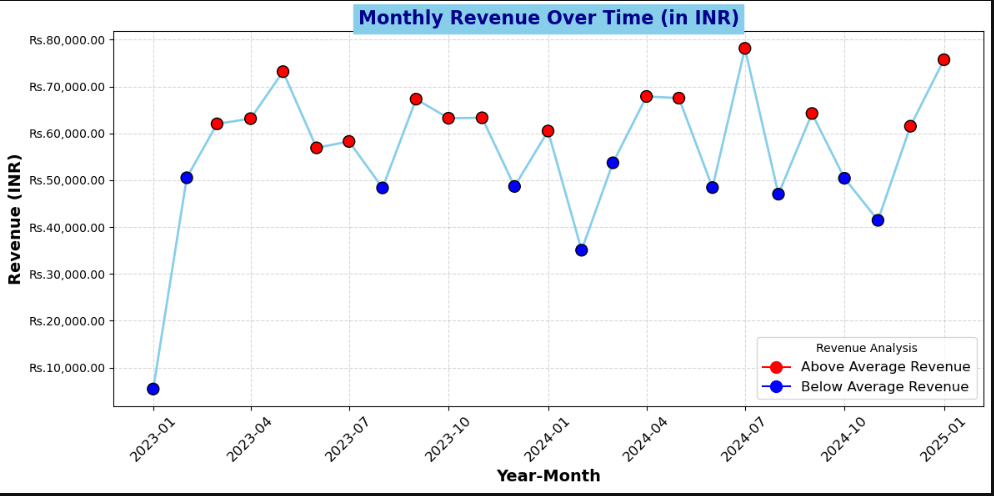 Monthly Revenue Over Time (in INR)
Rs.80,000.00
Rs.70,000.00
Rs.60,000.00
Rs.50,000.00
Rs.40,000.00
Rs.30,000.00
Rs.20,000.00
Rs.10,000.00
Revenue (INR)
Revenue Analysis
Above Average Revenue
Below Average Revenue
2023-01
2023-04
2023-07
2023-10
2024-01
2024-04
2024-07
2024-10
2025-01
Year-Month